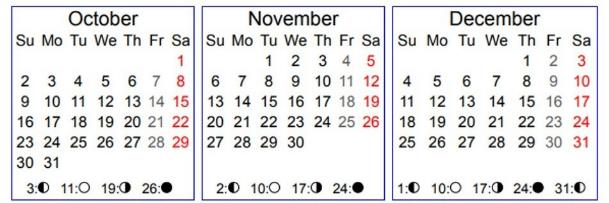 October
Su Mo Tu We Th Fr Sa
1
2 3 4 5 6 7 8
9 10 11 12 13 14 15
16 17 18 19 20 21 22
23 24 25 26 27 28 29
30 31
3:🌓 11:🌕 19:🌗 26:🌑
November
Su Mo Tu We Th Fr Sa
1 2 3 4 5
6 7 8 9 10 11 12
13 14 15 16 17 18 19
20 21 22 23 24 25 26
27 28 29 30
2:🌓 10:🌕 17:🌗 24:🌑
December
Su Mo Tu We Th Fr Sa
1 2 3
4 5 6 7 8 9 10
11 12 13 14 15 16 17
18 19 20 21 22 23 24
25 26 27 28 29 30 31
1:🌓 10:🌕 17:🌗 24:🌑 31:🌓